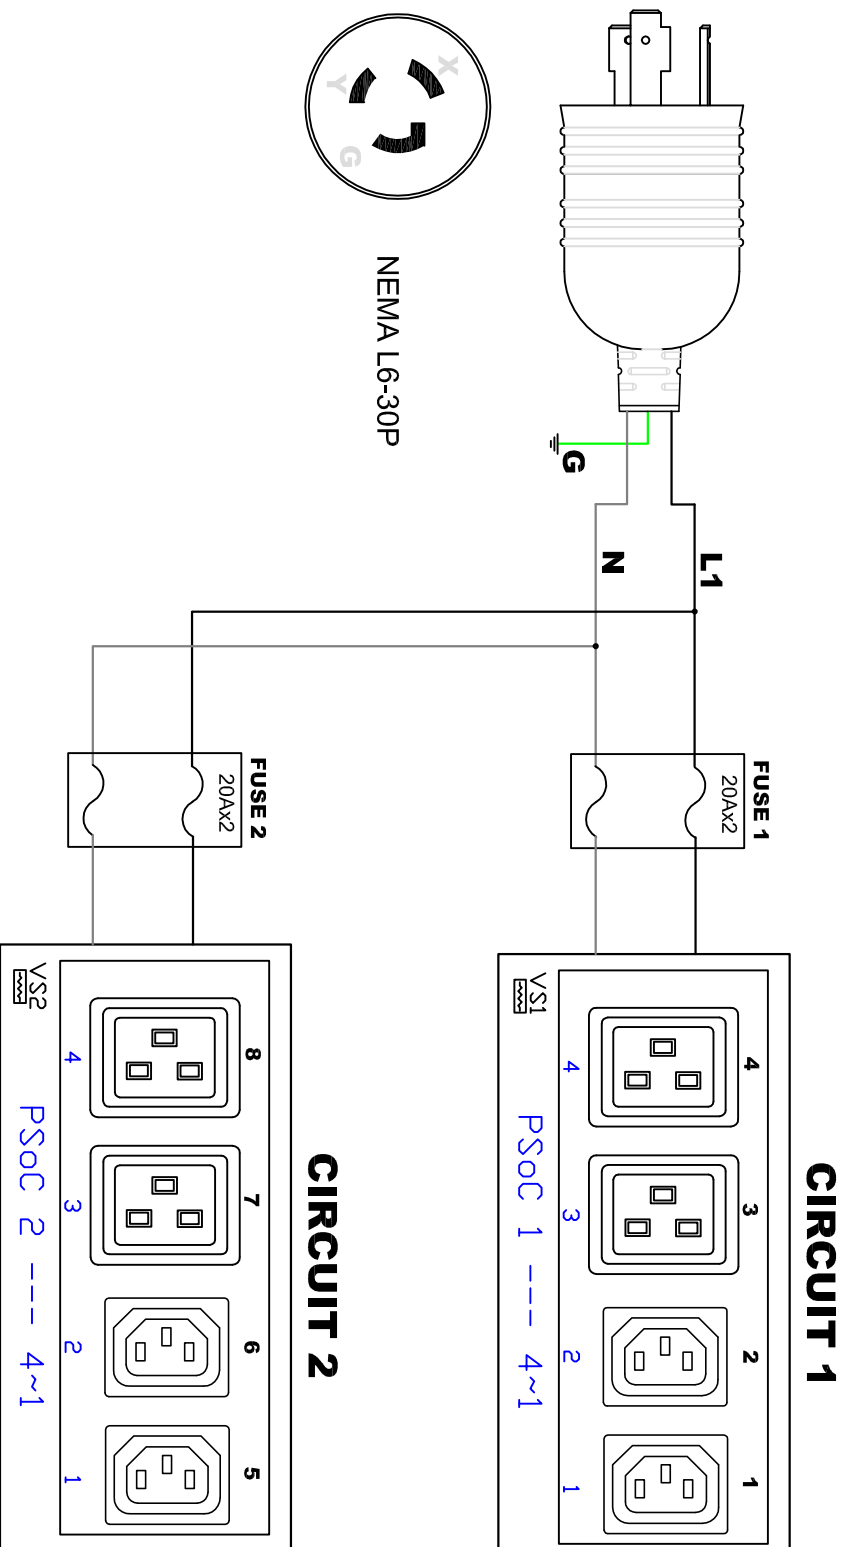 X
Y
G
NEMA L6-30P
G
N
L1
FUSE 1
20Ax2
FUSE 2
20Ax2
CIRCUIT 1
VS1
4
3
2
1
4
3
2
1
PSoC 1 --- 4~1
CIRCUIT 2
VS2
8
7
6
5
4
3
2
1
PSoC 2 --- 4~1